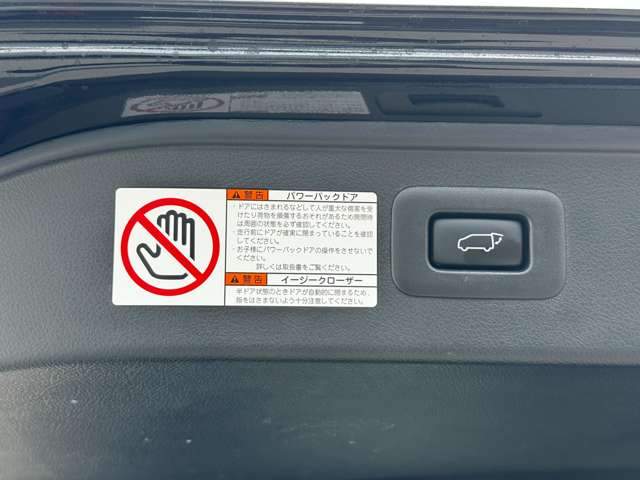 警告 パワーバックドア
・ドアにはさまれるなどして人が重大な傷害を受
けたり荷物を損傷するおそれがあるため開閉時
は周囲の状態を必ず確認してください。
・走行前にドアが確実に閉まっていることを確認
してください。
・お子様にパワーバックドアの操作をさせないで
ください。
詳しくは取扱書をご覧ください。
警告 イージークローザー
半ドア状態のときドアが自動的に閉まるため、
指をはさまないよう十分注意してください。